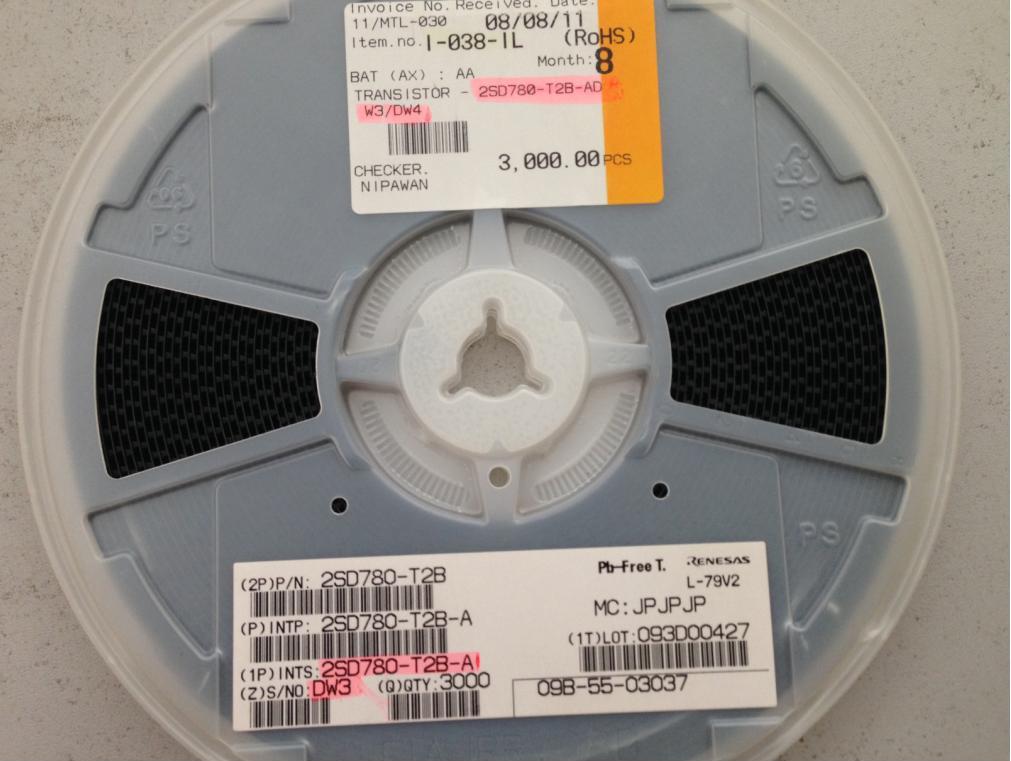 Invoice No. Received. Date.
11/MTL-030 08/08/11
Item.no. I-038-IL (RoHS)
Month: 8
BAT (AX) : AA
TRANSISTOR - 2SD780-T2B-AD
W3/DW4
3,000.00 PCS
CHECKER.
NIPAWAN
06
PS
6
PS
PS
(2P)P/N: 2SD780-T2B
(P)INTP: 2SD780-T2B-A
(1P)INTS: 2SD780-T2B-A
(Z)S/NO: DW3 (Q)QTY: 3000
Pb-Free T. RENESAS
L-79V2
MC:JPJPJP
(1T)LOT: 093D00427
09B-55-03037